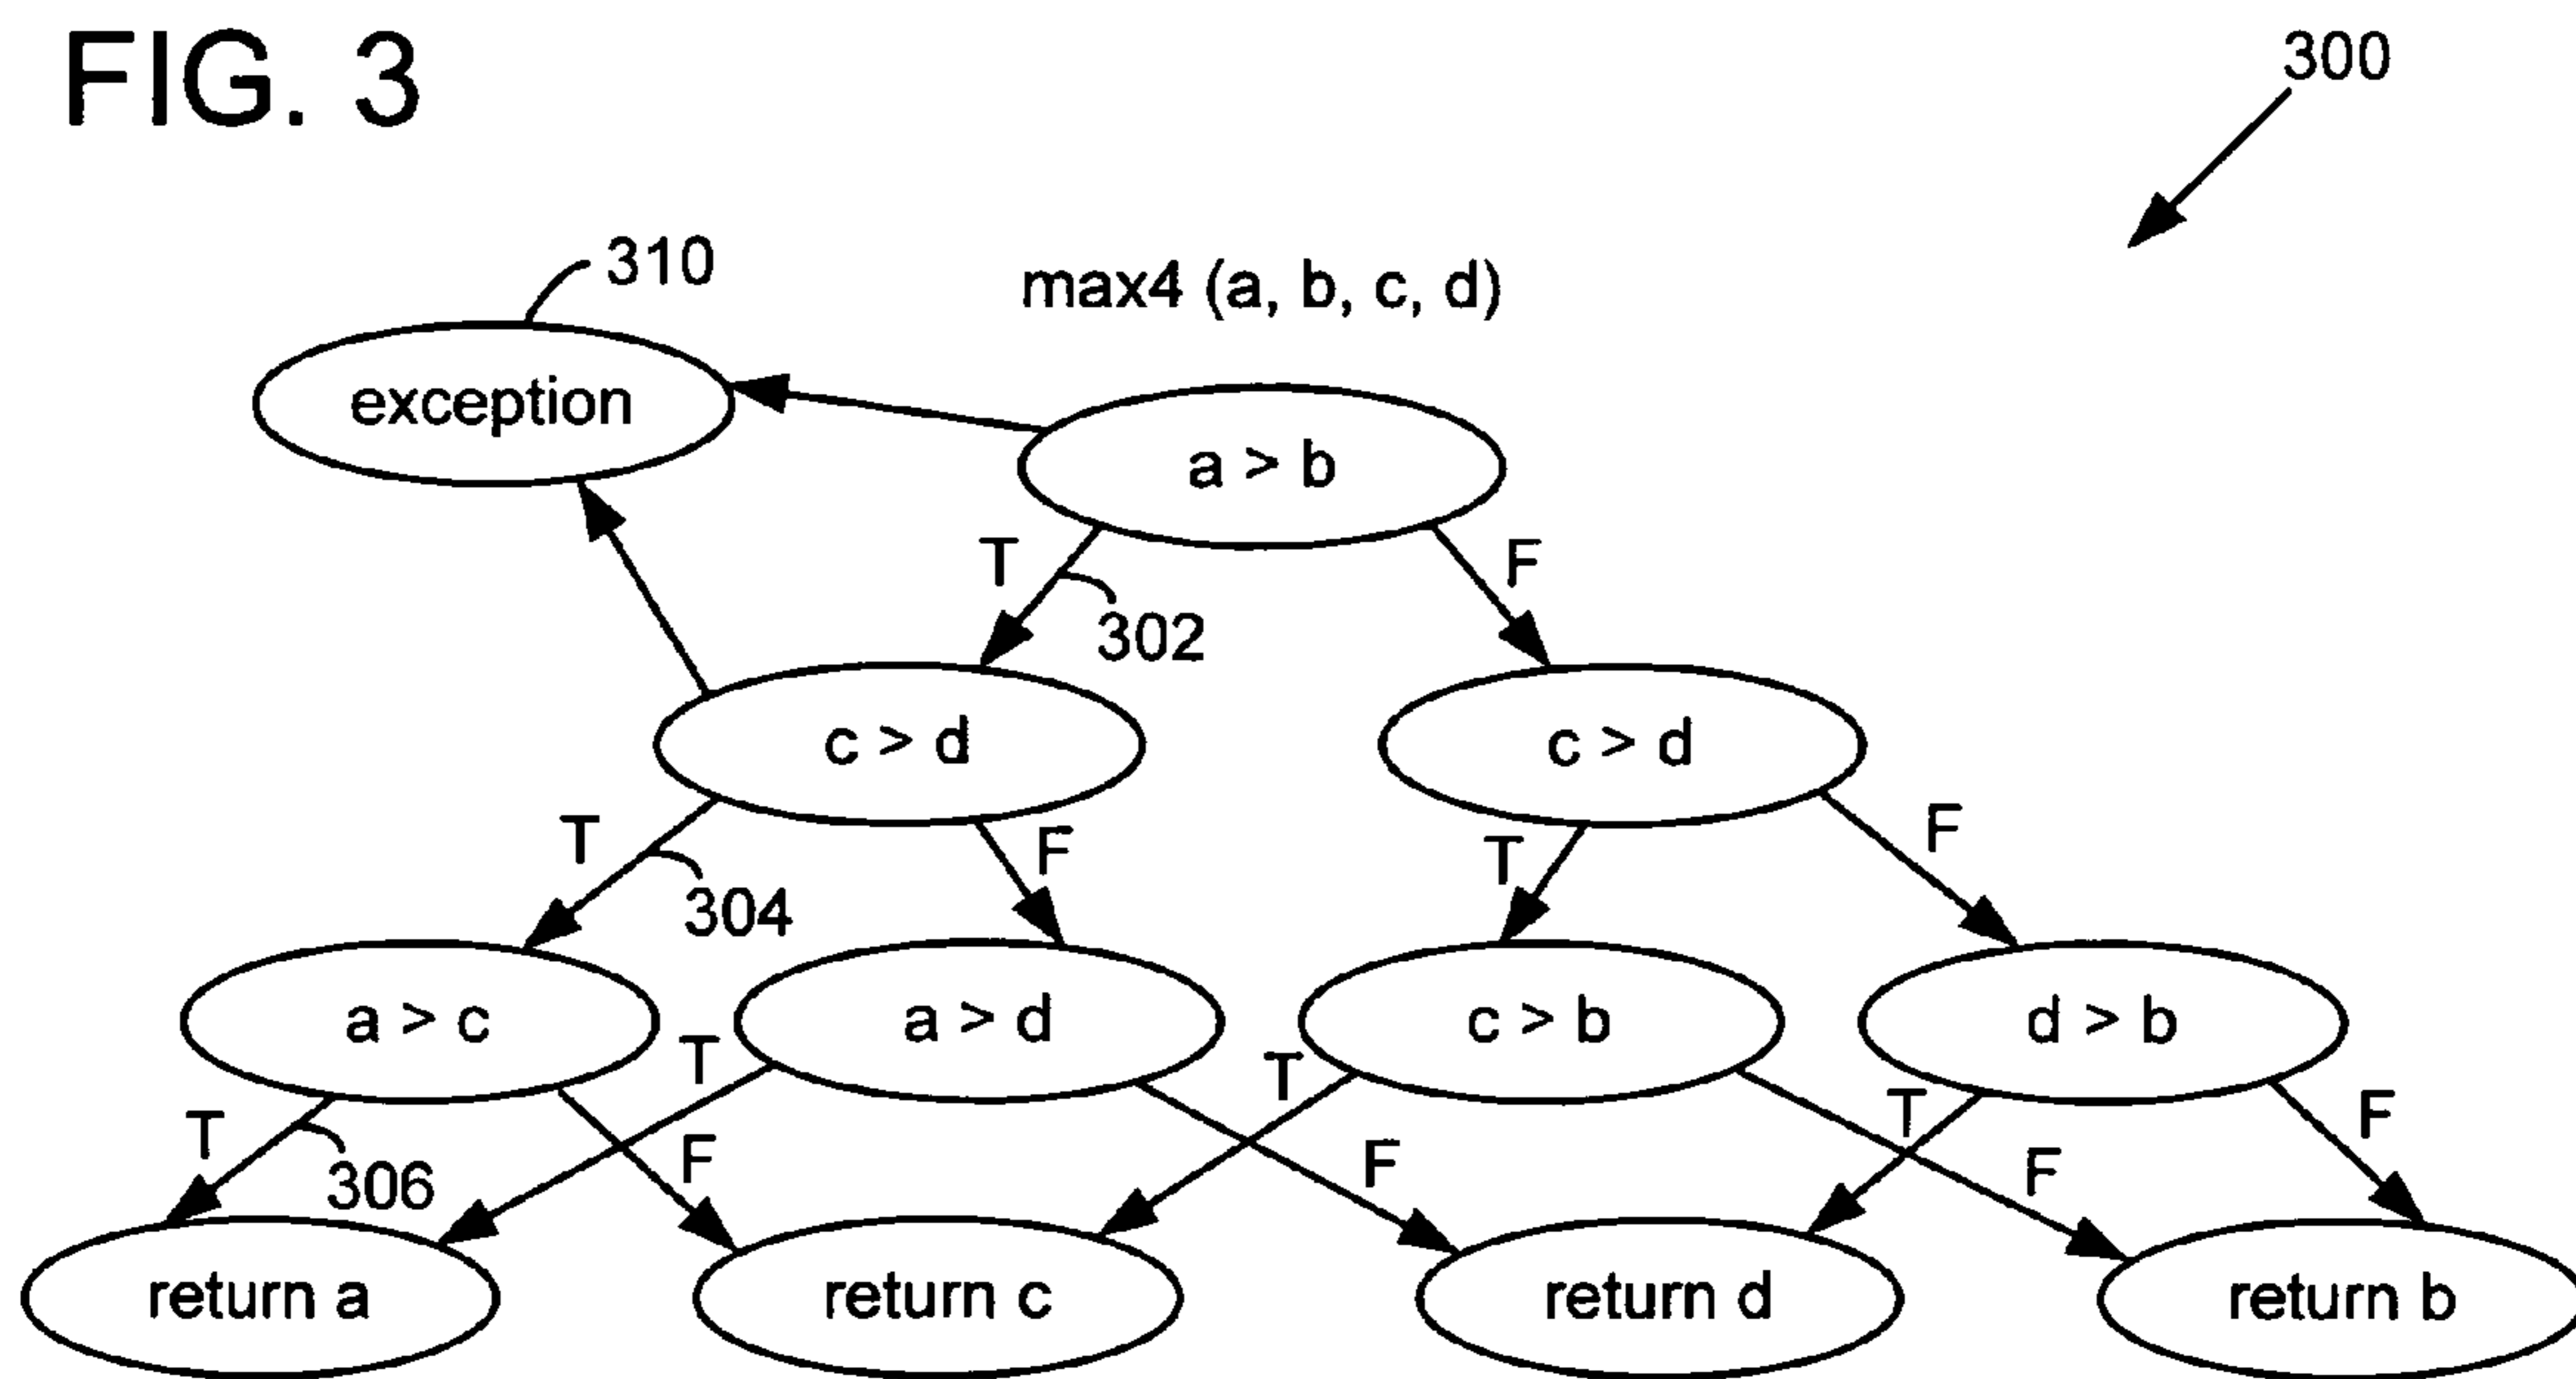 FIG. 3
300
310
max4 (a, b, c, d)
exception
a > b
T
F
302
c > d
c > d
T
F
T
F
304
a > c
a > d
c > b
d > b
T
T
T
T
F
306
F
F
F
return a
return c
return d
return b